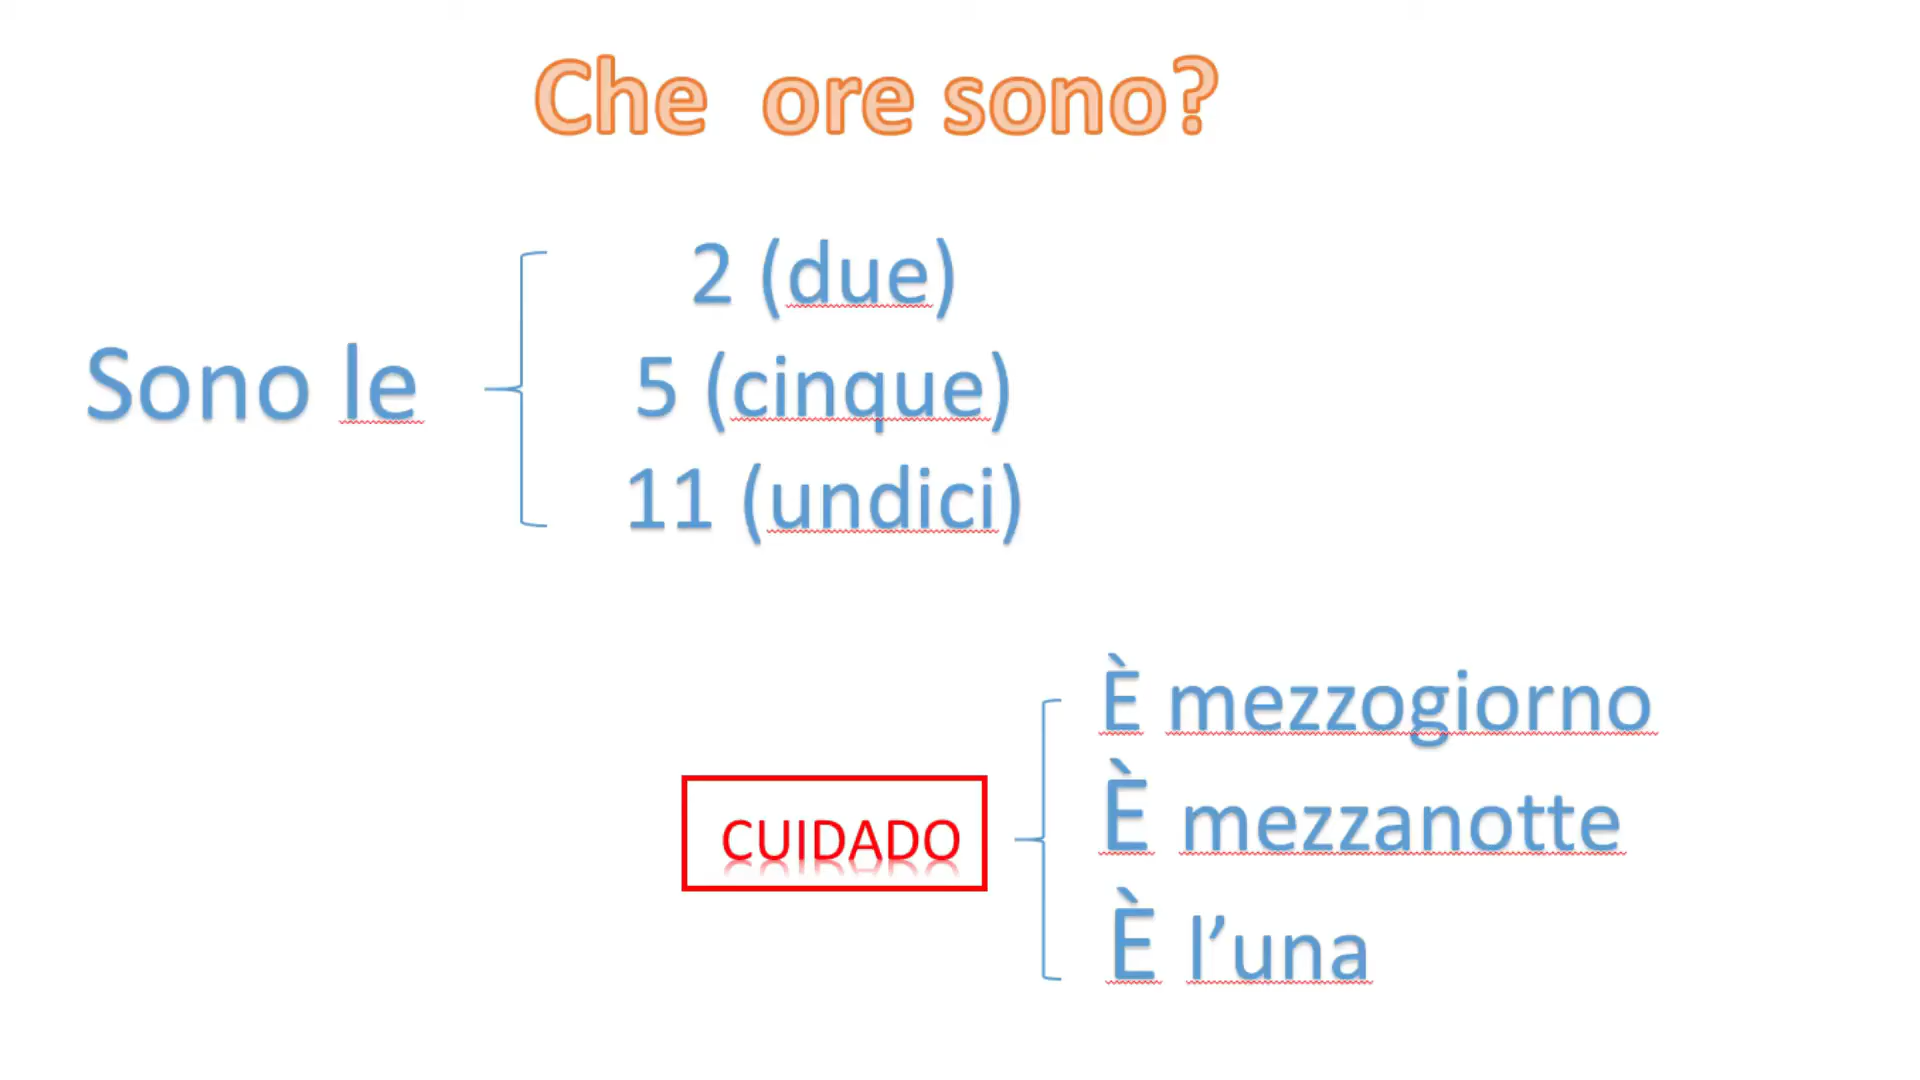 Che ore sono?
2 (due)
Sono le
5 (cinque)
11 (undici)
È mezzogiorno
CUIDADO
È mezzanotte
È l’una